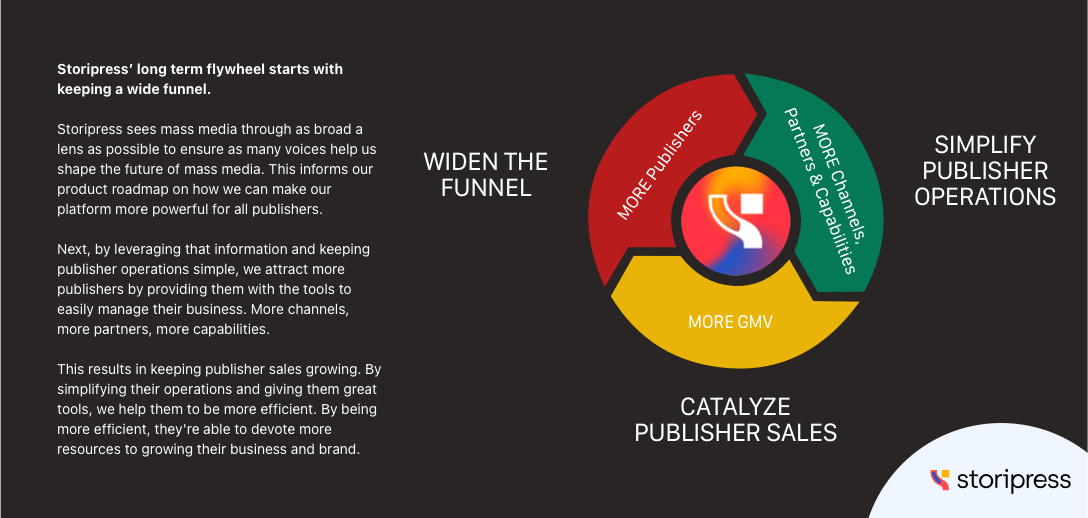 Storipress’ long term flywheel starts with
keeping a wide funnel.
Storipress sees mass media through as broad a
lens as possible to ensure as many voices help us
shape the future of mass media. This informs our
product roadmap on how we can make our
platform more powerful for all publishers.
Next, by leveraging that information and keeping
publisher operations simple, we attract more
publishers by providing them with the tools to
easily manage their business. More channels,
more partners, more capabilities.
This results in keeping publisher sales growing. By
simplifying their operations and giving them great
tools, we help them to be more efficient. By being
more efficient, they're able to devote more
resources to growing their business and brand.
WIDEN THE
FUNNEL
MORE Publishers
MORE Channels,
Partners & Capabilities
MORE GMV
SIMPLIFY
PUBLISHER
OPERATIONS
CATALYZE
PUBLISHER SALES
storipress